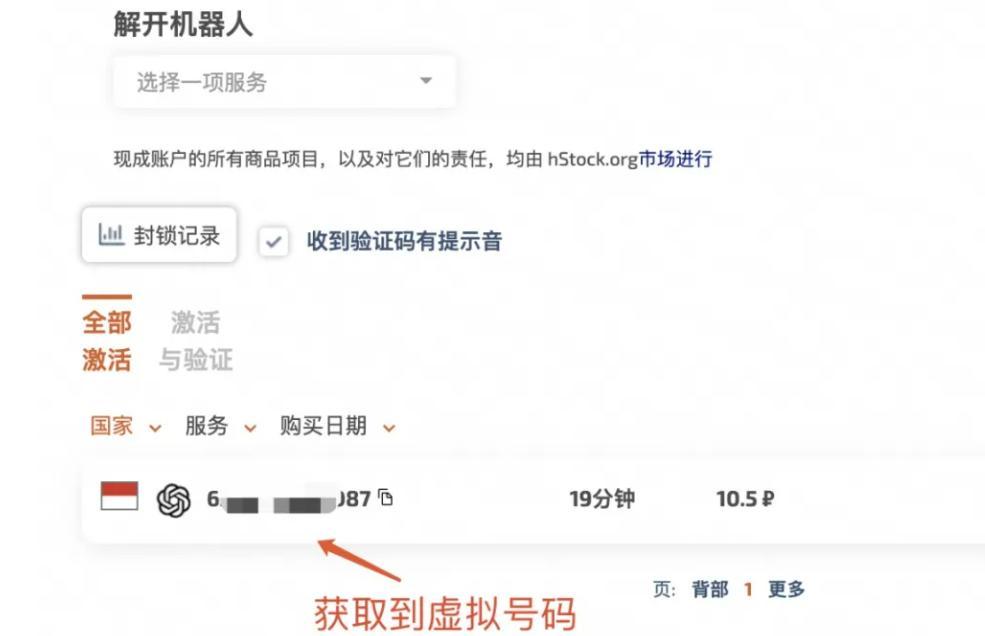 解开机器人
选择一项服务
现成账户的所有商品项目，以及对它们的责任，均由 hStock.org市场进行
封锁记录
收到验证码有提示音
全部 激活
激活 与验证
国家 服务 购买日期
6 087 19分钟 10.5 ₽
获取到虚拟号码
页: 背部 1 更多